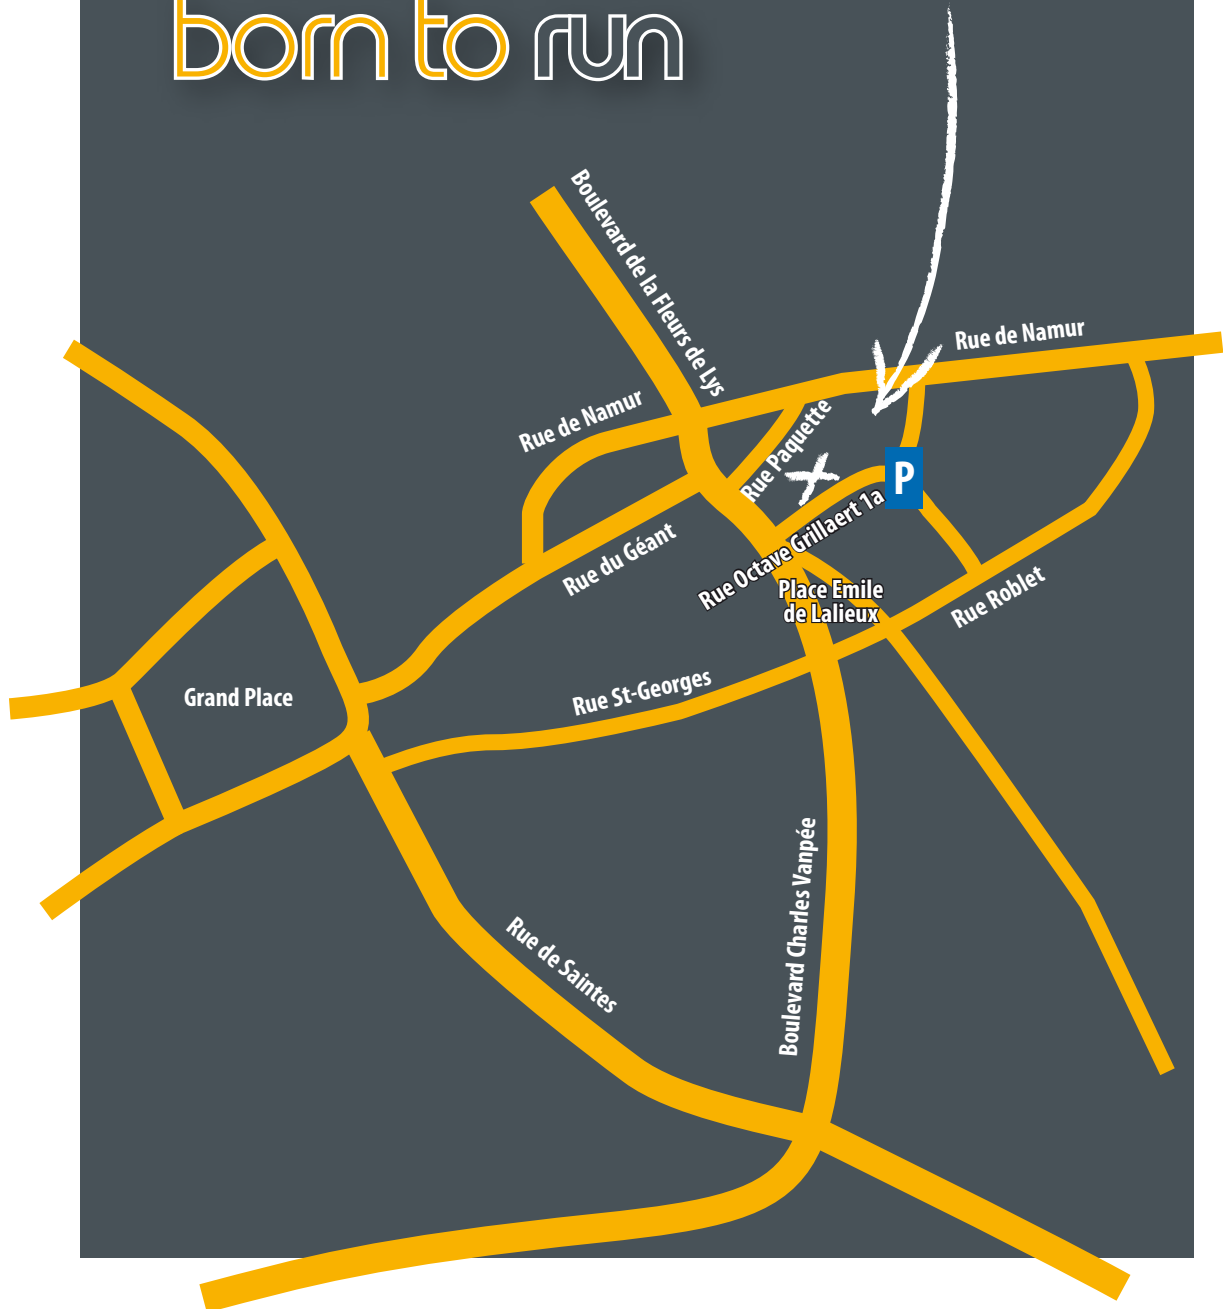 born to run
Boulevard de la Fleurs de Lys
Rue de Namur
Rue de Namur
Rue Paquette
P
Rue Octave Grillaert 1a
Rue du Géant
Place Emile
de Lalieux
Rue Roblet
Grand Place
Rue St-Georges
Boulevard Charles Vanpée
Rue de Saintes